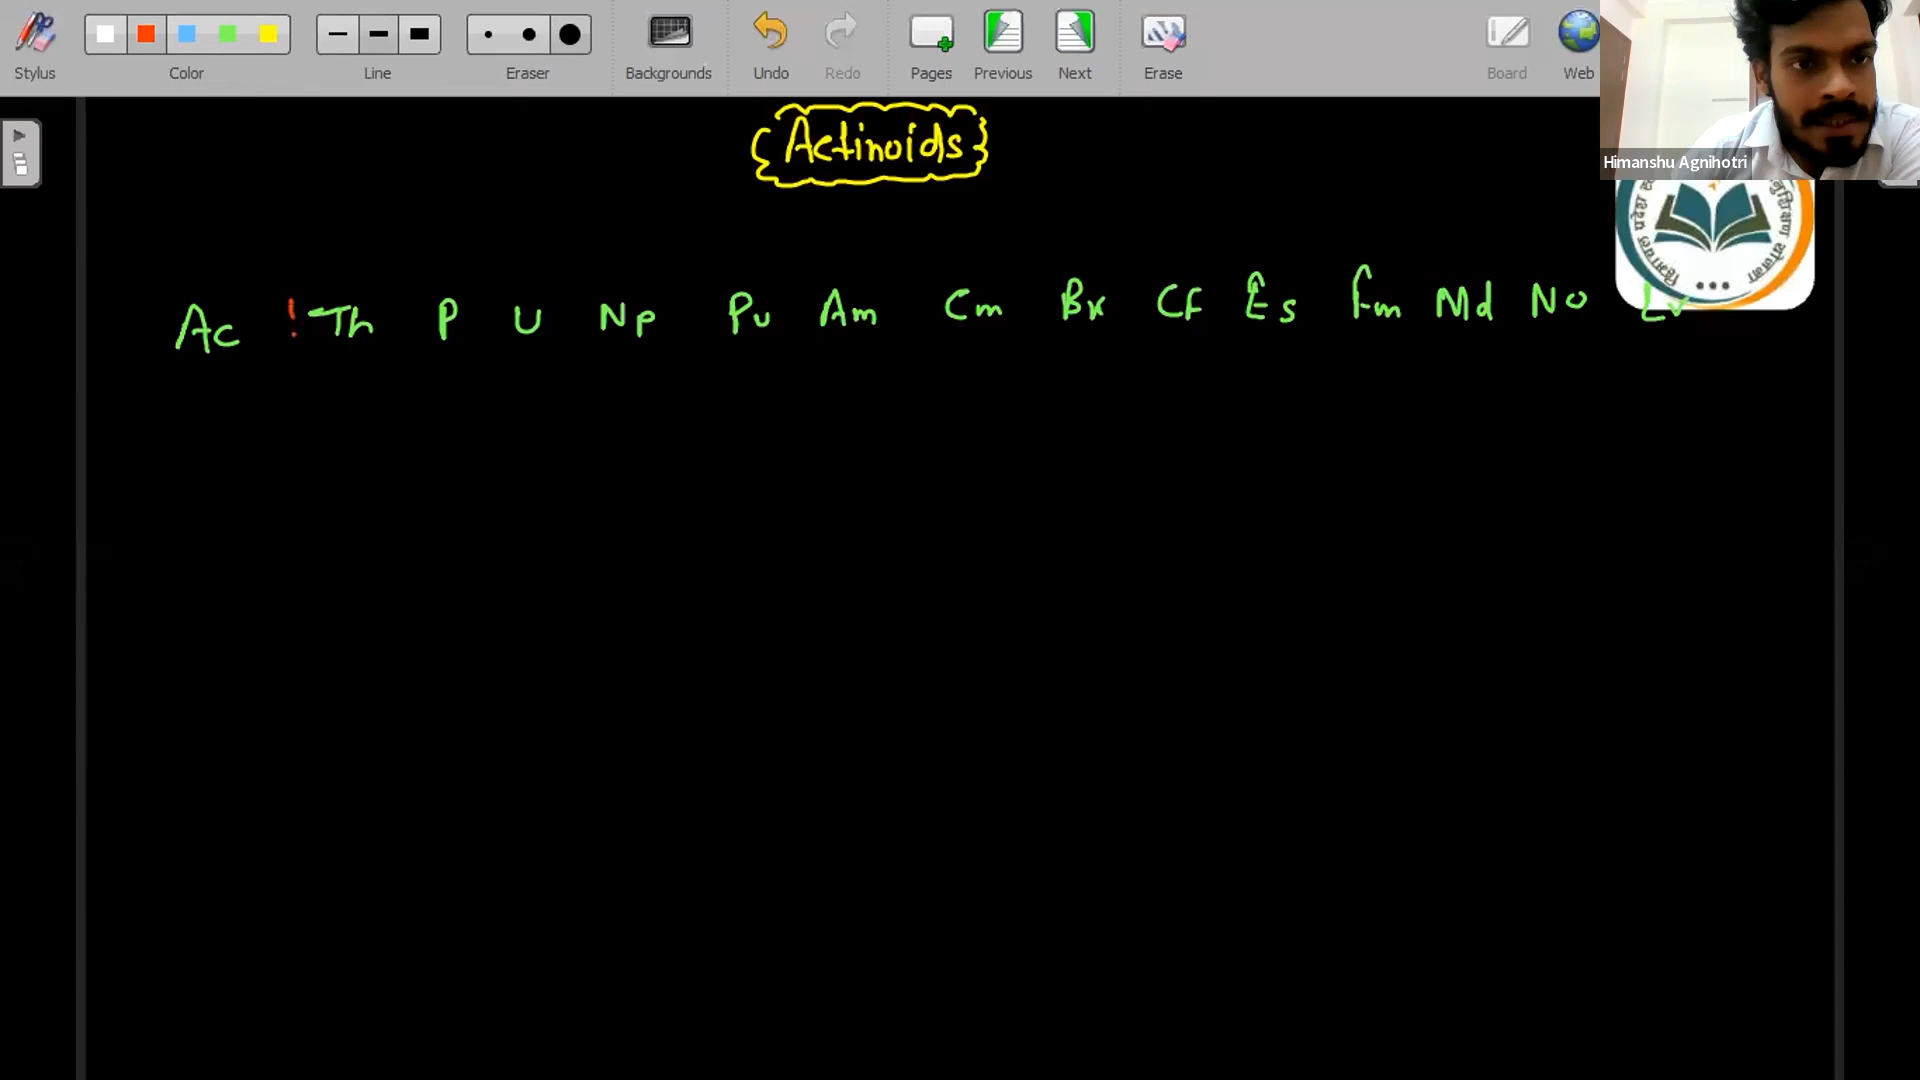 Stylus Color Line Eraser Backgrounds Undo Redo Pages Previous Next Erase Board Web
Himanshu Agnihotri
{Actinoids}
Ac ! Th P U Np Pu Am Cm Bk Cf Es Fm Md No